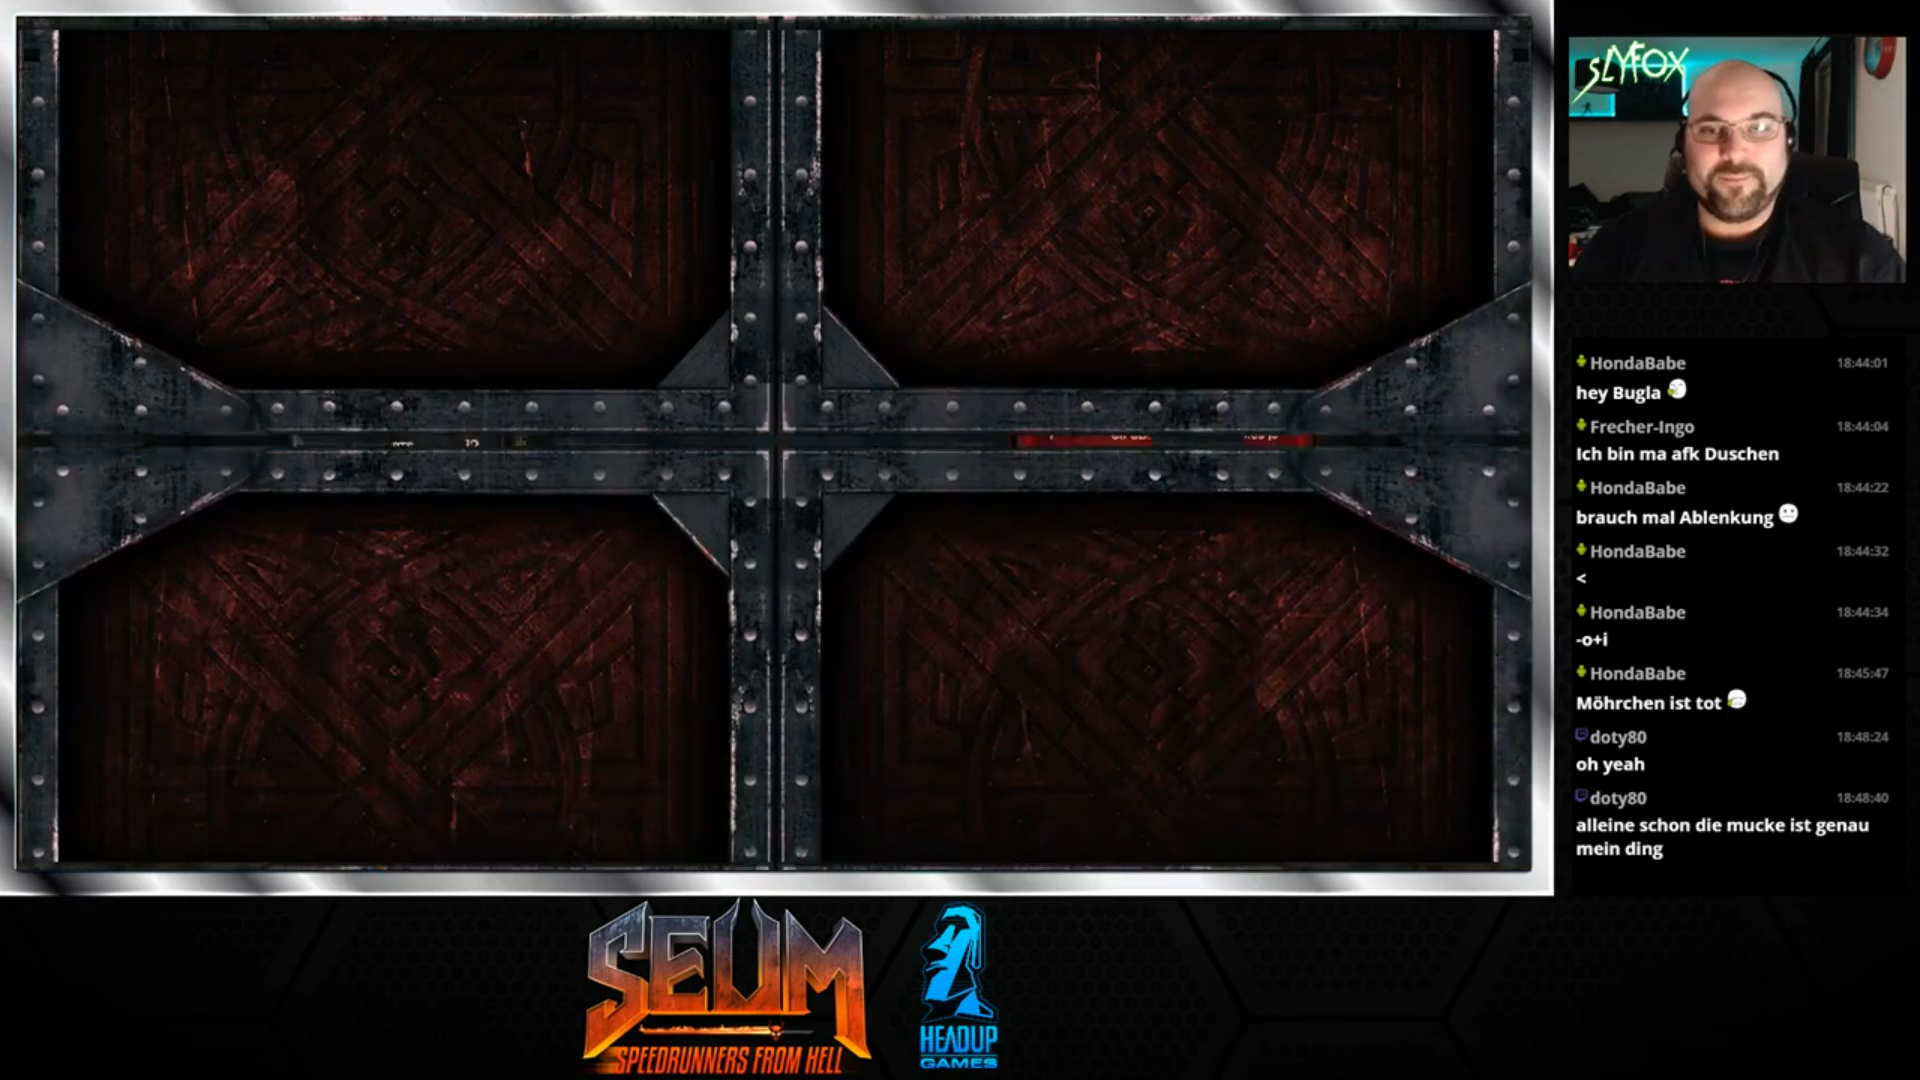 SLYFOX
HondaBabe 18:44:01
hey Bugla
Frecher-Ingo 18:44:04
Ich bin ma afk Duschen
HondaBabe 18:44:22
brauch mal Ablenkung
HondaBabe 18:44:32
<
HondaBabe 18:44:34
-o+i
HondaBabe 18:45:47
Möhrchen ist tot
doty80 18:48:24
oh yeah
doty80 18:48:40
alleine schon die mucke ist genau
mein ding
SEUM
SPEEDRUNNERS FROM HELL
HEADUP
GAMES